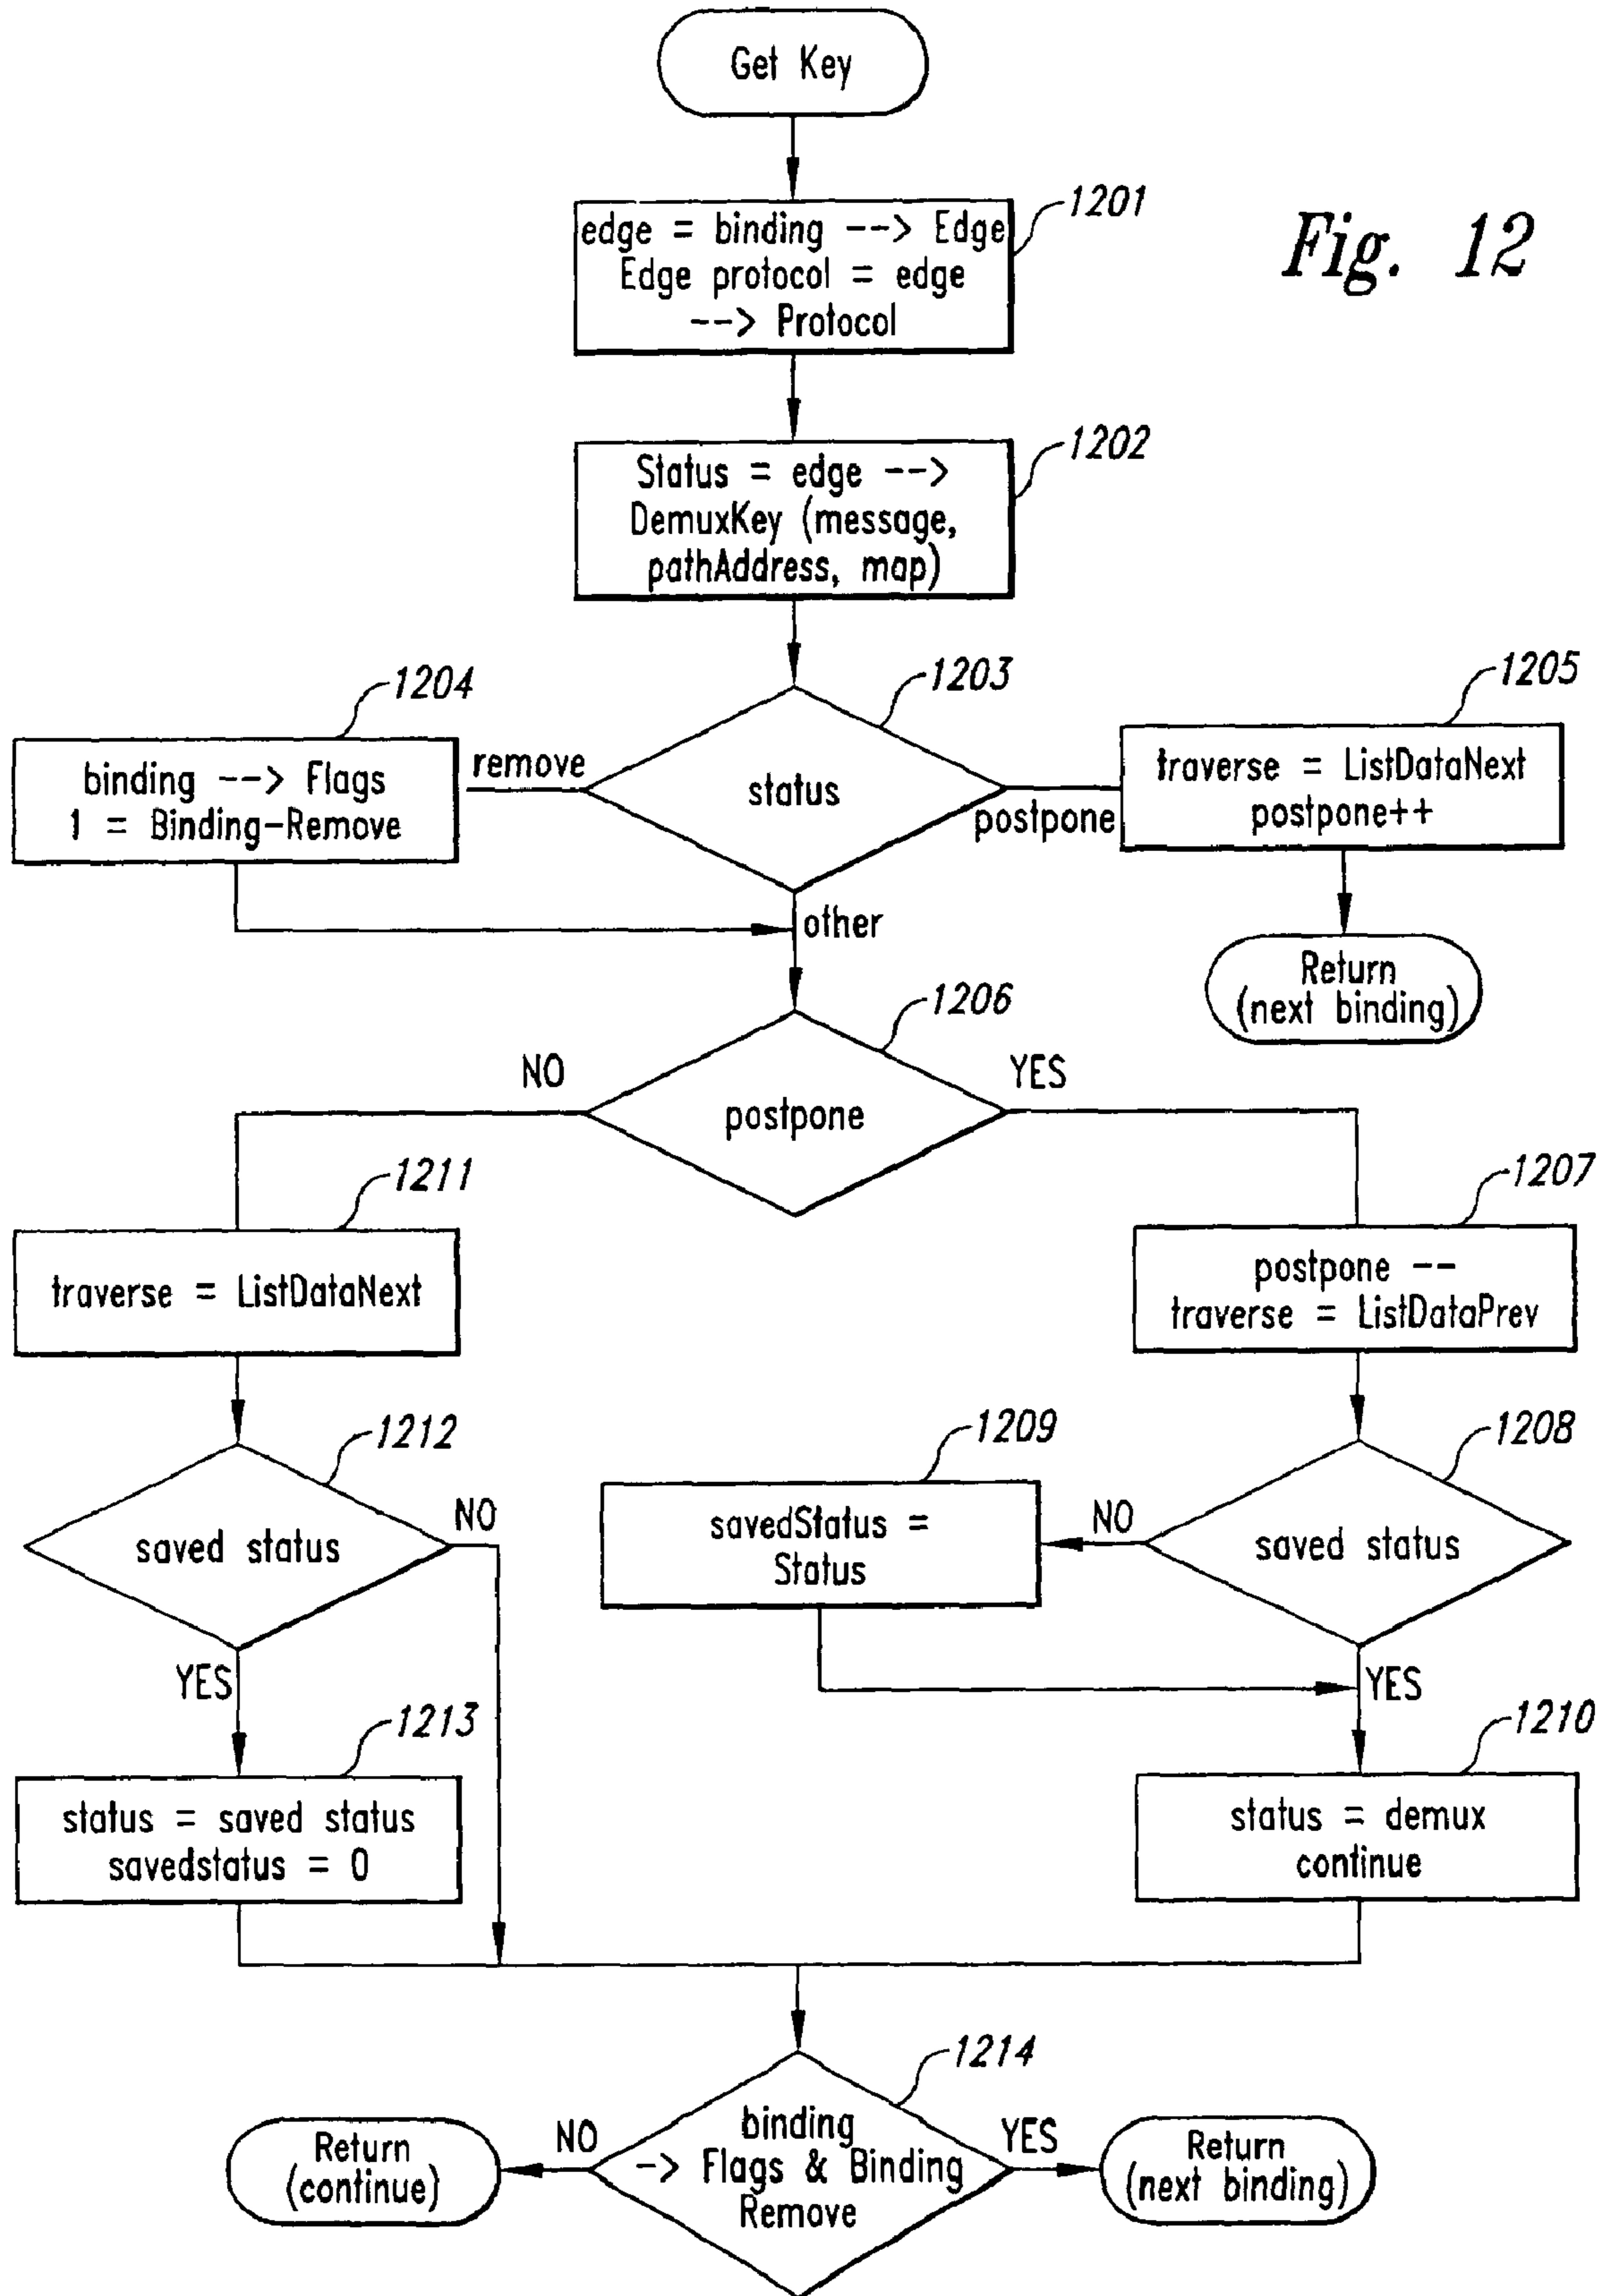 Get Key
1201
edge = binding --> Edge
Edge protocol = edge
--> Protocol
Fig. 12
1202
Status = edge -->
DemuxKey (message,
pathAddress, map)
1203
1204
1205
binding --> Flags
1 = Binding-Remove
remove
status
postpone
traverse = ListDataNext
postpone++
other
Return
(next binding)
1206
NO
YES
postpone
1211
1207
traverse = ListDataNext
postpone --
traverse = ListDataPrev
1212
1209
1208
saved status
NO
savedStatus =
Status
NO
saved status
YES
YES
1213
1210
status = saved status
savedstatus = 0
status = demux
continue
1214
Return
(continue)
NO
binding
-> Flags & Binding
Remove
YES
Return
(next binding)